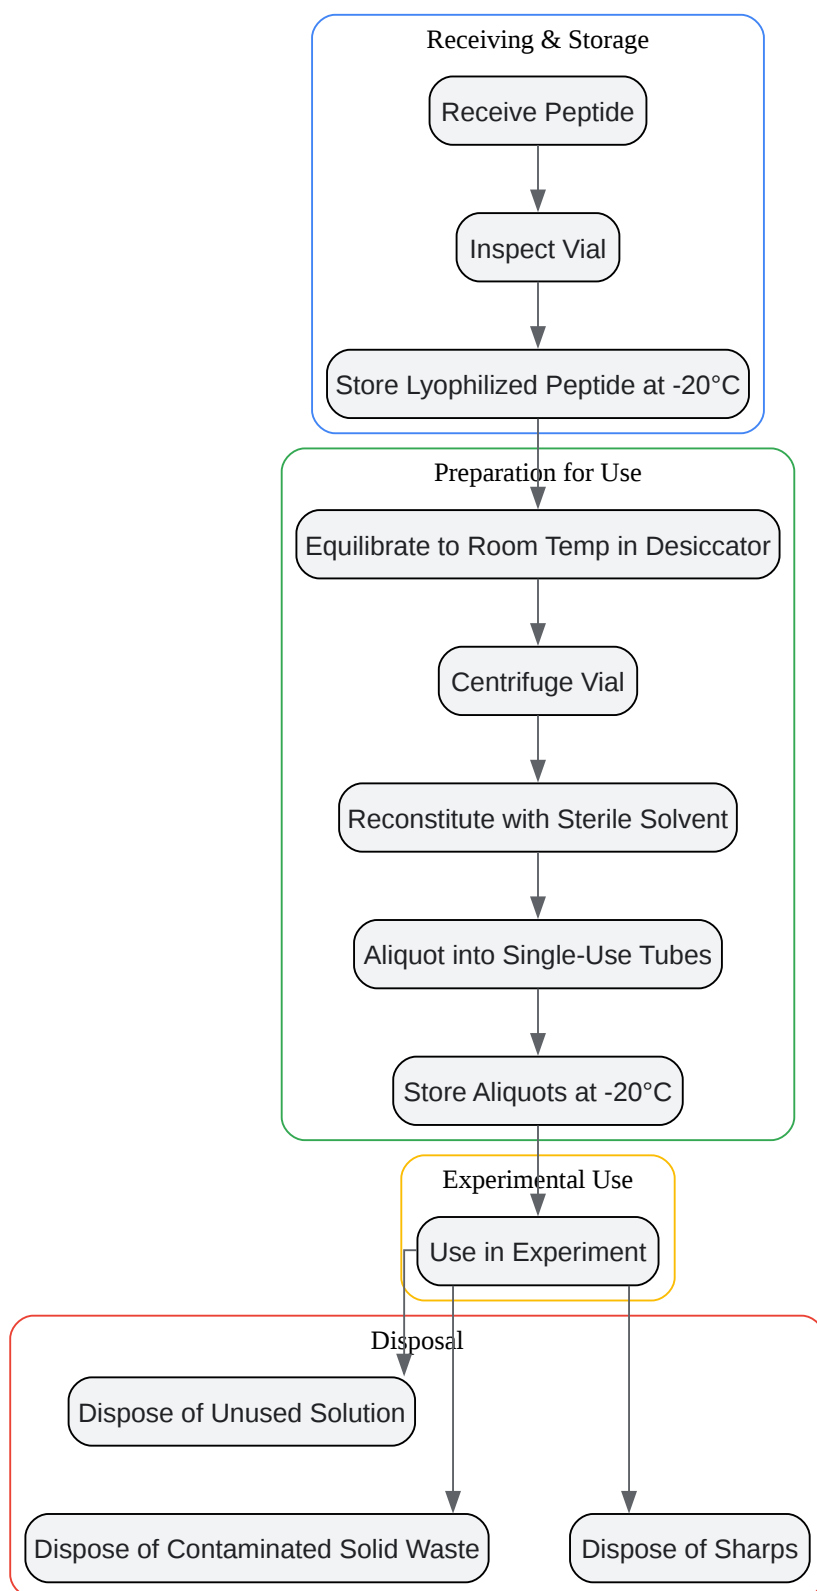 Receiving & Storage
Receive Peptide
Inspect Vial
Store Lyophilized Peptide at -20°C
Preparation for Use
Equilibrate to Room Temp in Desiccator
Centrifuge Vial
Reconstitute with Sterile Solvent
Aliquot into Single-Use Tubes
Store Aliquots at -20°C
Experimental Use
Use in Experiment
Disposal
Dispose of Unused Solution
Dispose of Contaminated Solid Waste
Dispose of Sharps